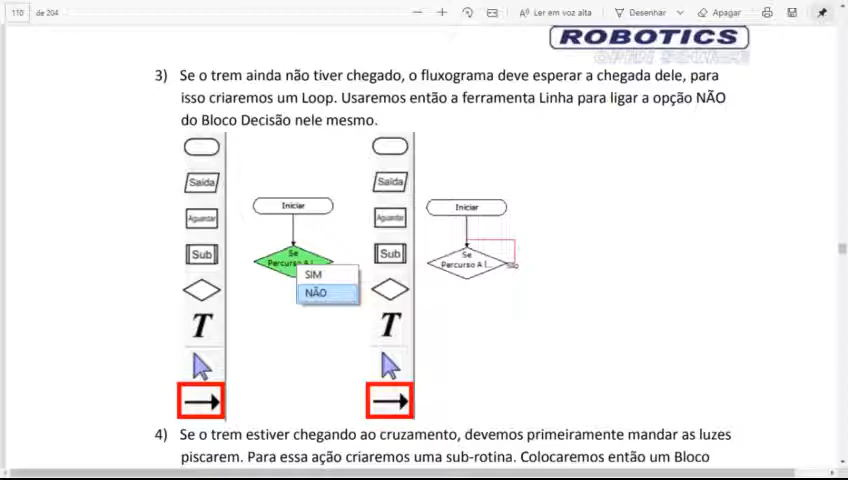 110 de 204 Ler em voz alta Desenhar Apagar
ROBOTICS
3) Se o trem ainda não tiver chegado, o fluxograma deve esperar a chegada dele, para
isso criaremos um Loop. Usaremos então a ferramenta Linha para ligar a opção NÃO
do Bloco Decisão nele mesmo.
Saída
Aguardar
Sub
T
Iniciar
Se
Percurso A I...
SIM
NÃO
Saída
Aguardar
Sub
T
Iniciar
Se
Percurso A I...
Não
4) Se o trem estiver chegando ao cruzamento, devemos primeiramente mandar as luzes
piscarem. Para essa ação criaremos uma sub-rotina. Colocaremos então um Bloco